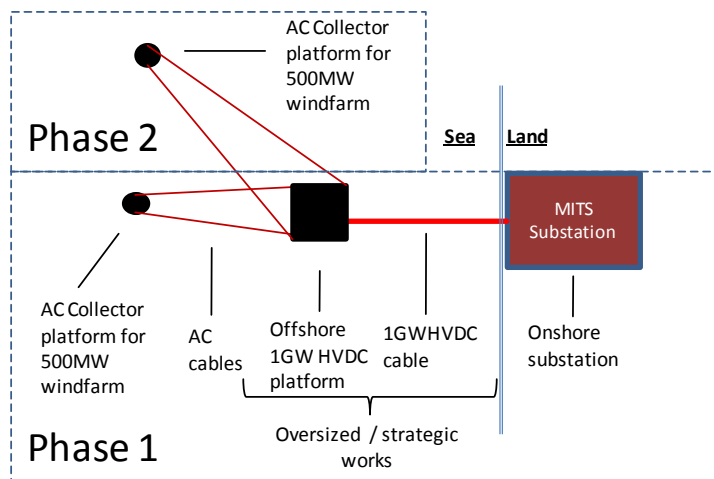 AC Collector
platform for
500MW
windfarm
Phase 2
Sea
Land
MITS
Substation
AC Collector
platform for
500MW
windfarm
AC
cables
Offshore
1GW HVDC
platform
1GWHVDC
cable
Onshore
substation
Oversized / strategic
works
Phase 1